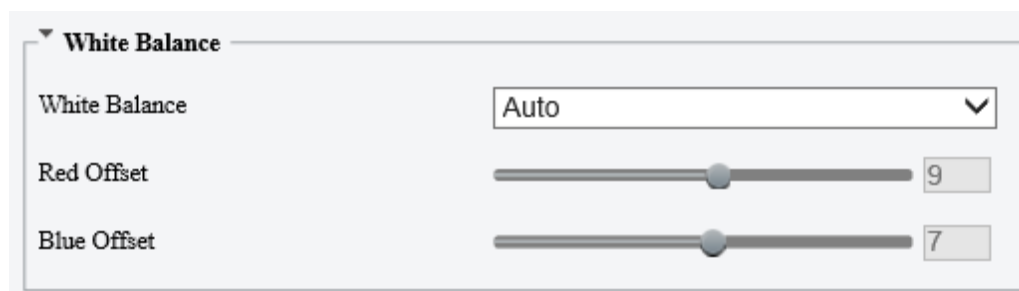 White Balance
White Balance Auto
Red Offset 9
Blue Offset 7